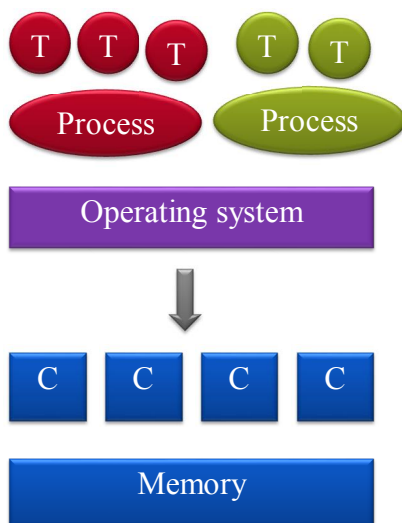 T T T T T
Process Process
Operating system
C C C C
Memory